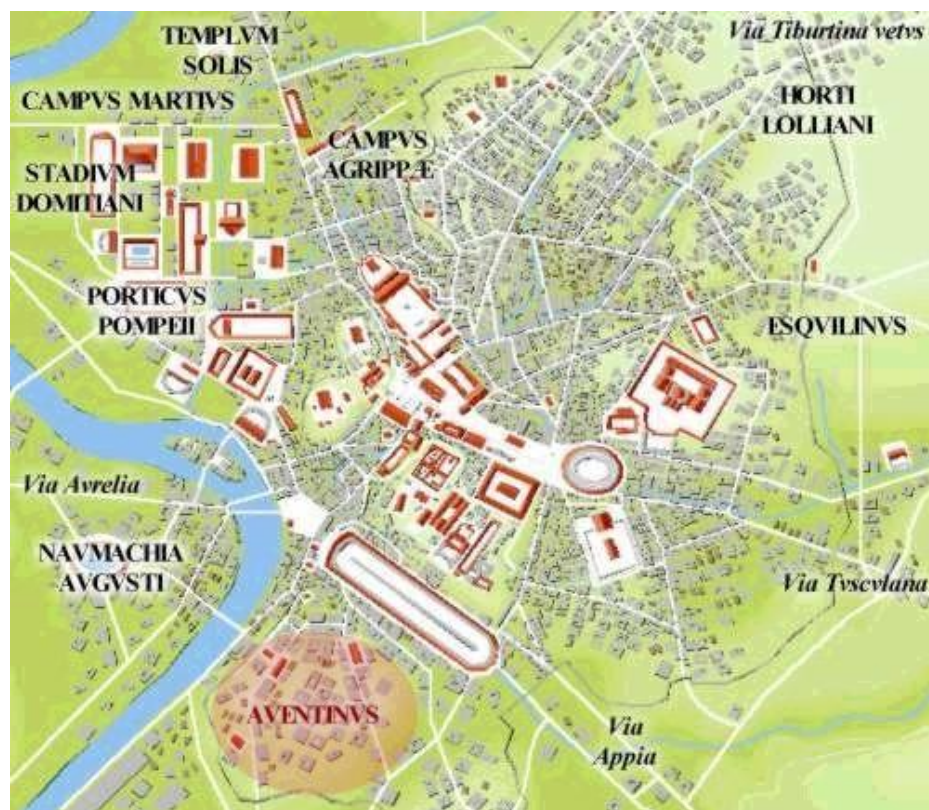 TEMPLVM
SOLIS
Via Tiburtina vetvs
CAMPVS MARTIVS
HORTI
LOLLIANI
CAMPVS
AGRIPPÆ
STADIVM
DOMITIANI
PORTICVS
POMPEII
ESQVILINVS
Via Avrelia
NAVMACHIA
AVGVSTI
Via Tvscvlana
AVENTINVS
Via
Appia